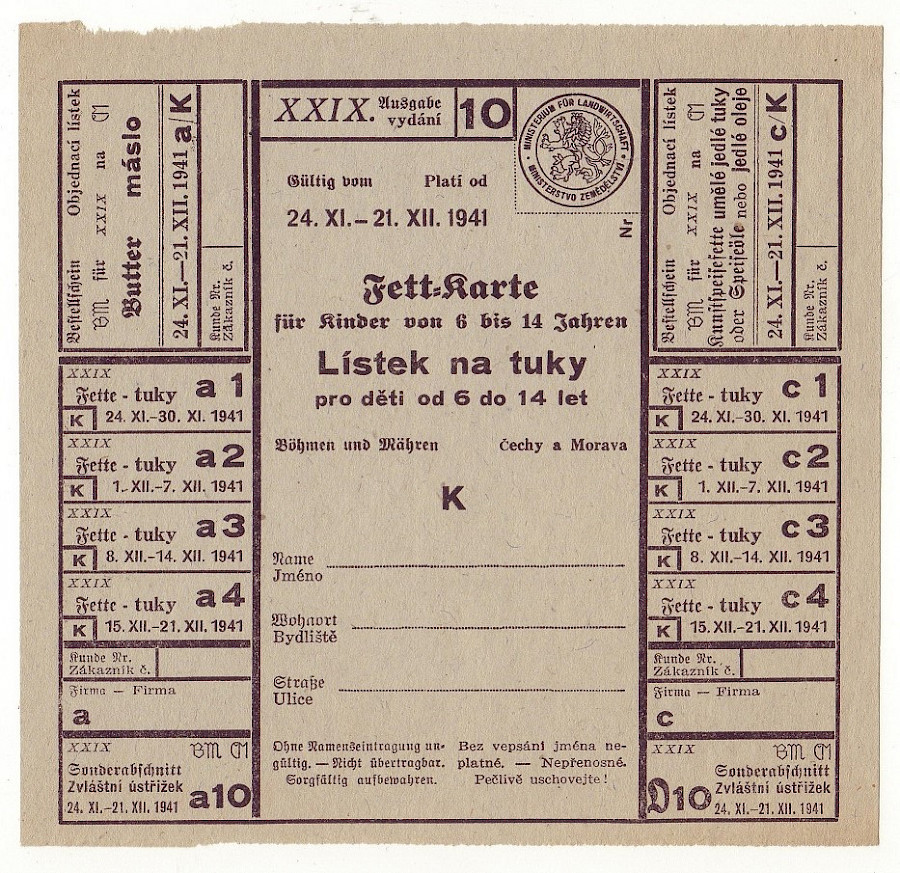 Bestellschein Objednací lístek
BM für XXIX na ČM
Butter máslo
24. XI.—21. XII. 1941 a/K
Kunde Nr.
Zákazník č.
XXIX
Fette - tuky a 1
K 24. XI.–30. XI. 1941
XXIX
Fette - tuky a 2
K 1. XII.–7. XII. 1941
XXIX
Fette - tuky a 3
K 8. XII.–14. XII. 1941
XXIX
Fette - tuky a 4
K 15. XII.–21. XII. 1941
Kunde Nr.
Zákazník č.
Firma — Firma
a
XXIX BM ČM
Sonderabschnitt
Zvláštní ústřižek
24. XI.–21. XII. 1941 a10
XXIX. Ausgabe vydání 10
MINISTERIUM FÜR LANDWIRTSCHAFT
MINISTERSTVO ZEMĚDĚLSTVÍ
Nr
Gültig vom Platí od
24. XI.–21. XII. 1941
Fett-Karte
für Kinder von 6 bis 14 Jahren
Lístek na tuky
pro děti od 6 do 14 let
Böhmen und Mähren Čechy a Morava
K
Name
Jméno
Wohnort
Bydliště
Straße
Ulice
Ohne Namenseintragung un-
gültig. — Nicht übertragbar.
Sorgfältig aufbewahren.
Bez vepsání jména ne-
platné. — Nepřenosné.
Pečlivě uschovejte!
Bestellschein Objednací lístek
BM für XXIX na ČM
Kunstspeisefette umělé jedlé tuky
oder Speiseöle nebo jedlé oleje
24. XI.—21. XII. 1941 c/K
Kunde Nr.
Zákazník č.
XXIX
Fette - tuky c 1
K 24. XI.–30. XI. 1941
XXIX
Fette - tuky c 2
K 1. XII.–7. XII. 1941
XXIX
Fette - tuky c 3
K 8. XII.–14. XII. 1941
XXIX
Fette - tuky c 4
K 15. XII.–21. XII. 1941
Kunde Nr.
Zákazník č.
Firma — Firma
c
XXIX BM ČM
Sonderabschnitt
Zvláštní ústřižek
D10 24. XI.–21. XII. 1941